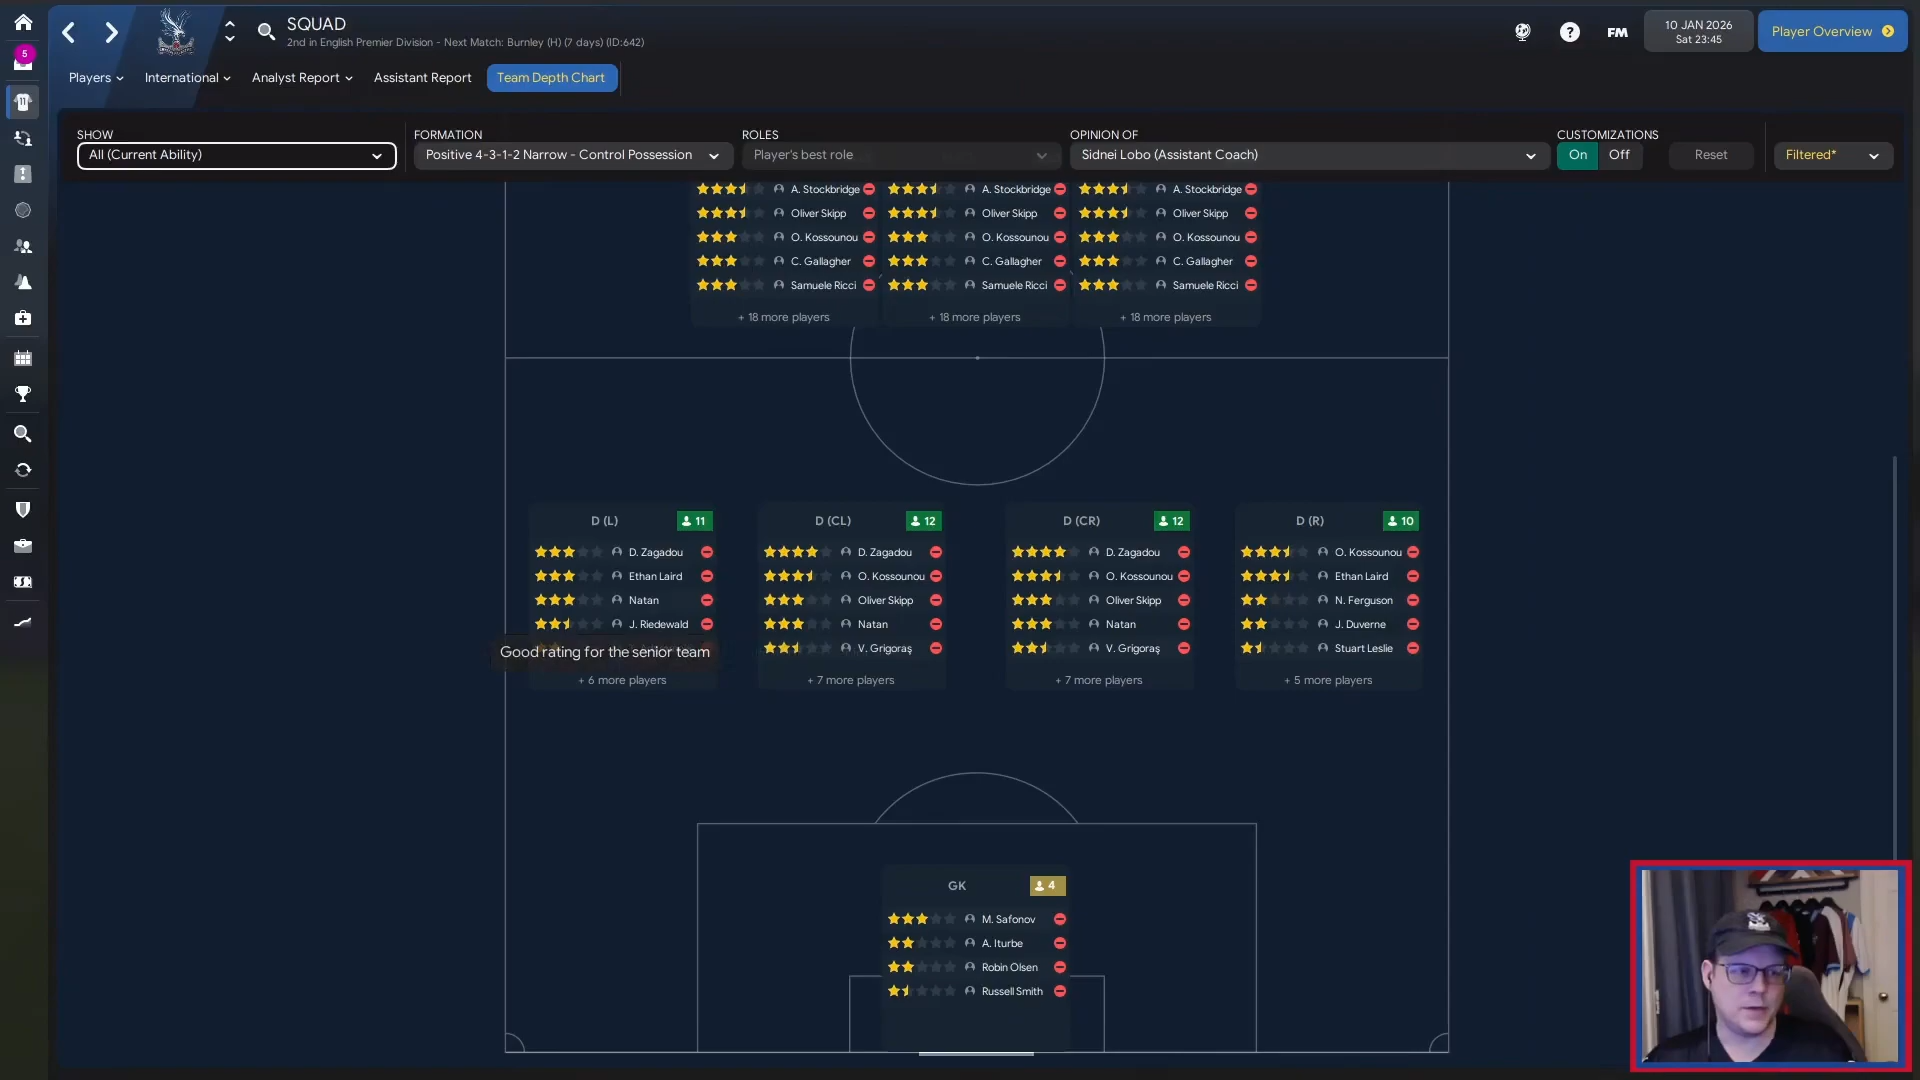 SQUAD
2nd in English Premier Division - Next Match: Burnley (H) (7 days) (ID:642)
5
11
FM
10 JAN 2026
Sat 23:45
Player Overview
Players
International
Analyst Report
Assistant Report
Team Depth Chart
SHOW
All (Current Ability)
FORMATION
Positive 4-3-1-2 Narrow - Control Possession
ROLES
Player's best role
OPINION OF
Sidnei Lobo (Assistant Coach)
CUSTOMIZATIONS
On
Off
Reset
Filtered*
A. Stockbridge
Oliver Skipp
O. Kossounou
C. Gallagher
Samuele Ricci
+ 18 more players
A. Stockbridge
Oliver Skipp
O. Kossounou
C. Gallagher
Samuele Ricci
+ 18 more players
A. Stockbridge
Oliver Skipp
O. Kossounou
C. Gallagher
Samuele Ricci
+ 18 more players
D (L) 11
D. Zagadou
Ethan Laird
Natan
J. Riedewald
Good rating for the senior team
+ 6 more players
D (CL) 12
D. Zagadou
O. Kossounou
Oliver Skipp
Natan
V. Grigoraş
+ 7 more players
D (CR) 12
D. Zagadou
O. Kossounou
Oliver Skipp
Natan
V. Grigoraş
+ 7 more players
D (R) 10
O. Kossounou
Ethan Laird
N. Ferguson
J. Duverne
Stuart Leslie
+ 5 more players
GK 4
M. Safonov
A. Iturbe
Robin Olsen
Russell Smith